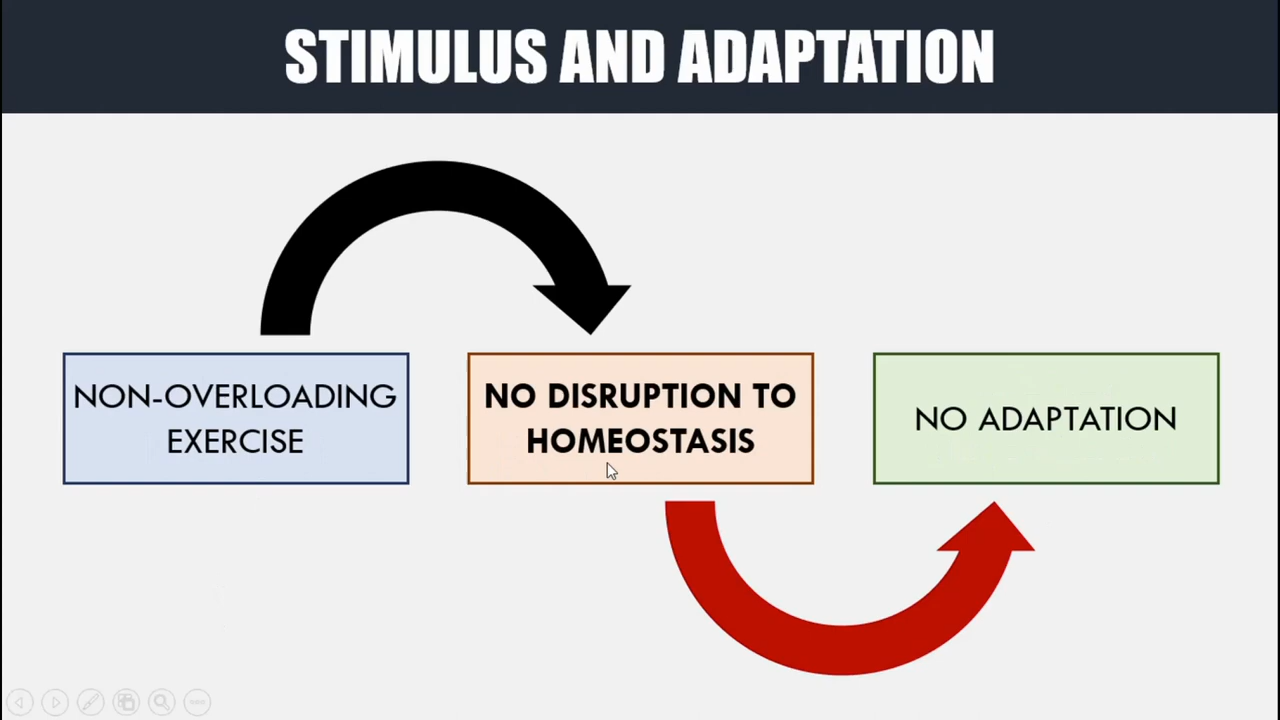 STIMULUS AND ADAPTATION
NON-OVERLOADING
EXERCISE
NO DISRUPTION TO
HOMEOSTASIS
NO ADAPTATION